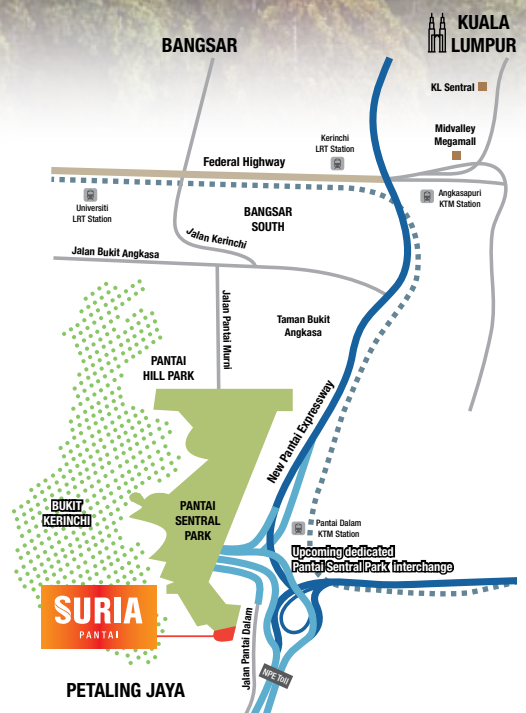 KUALA
LUMPUR
BANGSAR
KL Sentral
Midvalley
Megamall
Kerinchi
LRT Station
Federal Highway
Angkasapuri
KTM Station
Universiti
LRT Station
BANGSAR
SOUTH
Jalan Kerinchi
Jalan Bukit Angkasa
Jalan Pantai Murni
Taman Bukit
Angkasa
PANTAI
HILL PARK
New Pantai Expressway
BUKIT
KERINCHI
PANTAI
SENTRAL
PARK
Pantai Dalam
KTM Station
Upcoming dedicated
Pantai Sentral Park interchange
SURIA
PANTAI
Jalan Pantai Dalam
NPE Toll
PETALING JAYA